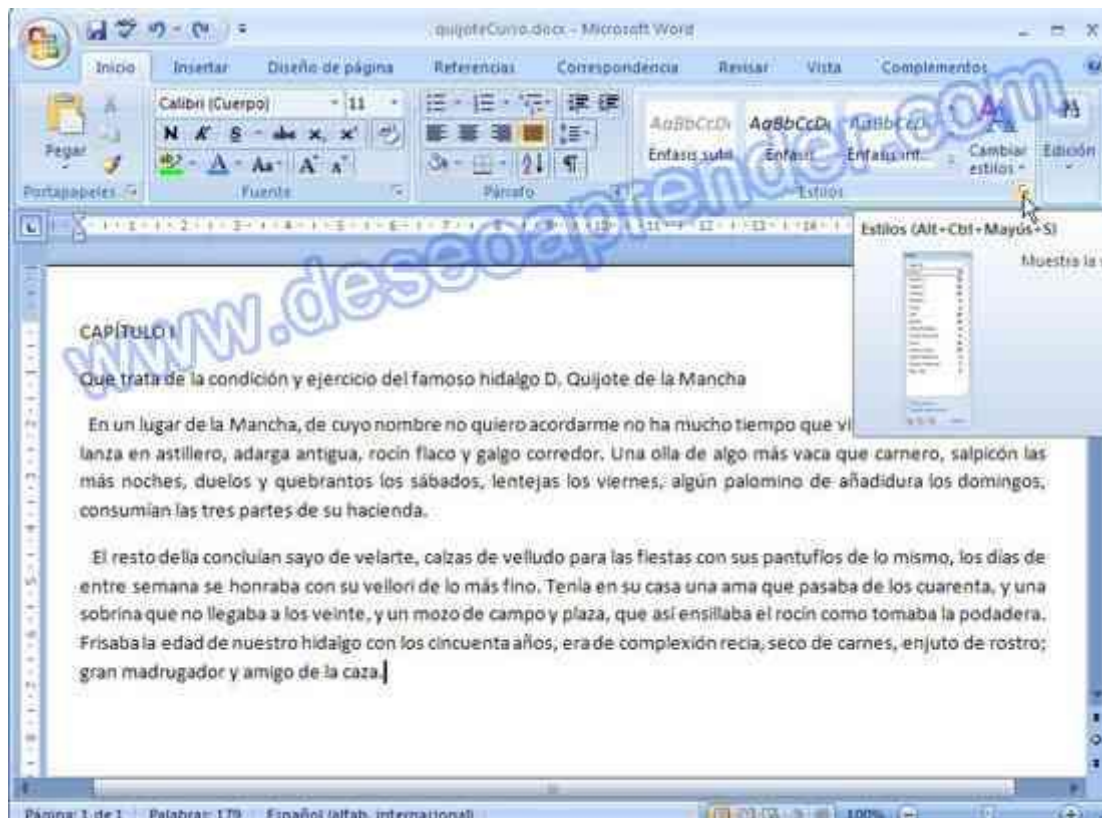 quijoteCurso.docx - Microsoft Word
Inicio Insertar Diseño de página Referencias Correspondencia Revisar Vista Complementos
Calibri (Cuerpo) 11
N K S abc x, x'
Aa A A
AaBbCcDc AaBbCcDc AaBbCcDc
Pegar
Énfasis sutil Énfasis Énfasis int... Cambiar estilos Edición
Portapapeles Fuente Párrafo Estilos
Estilos (Alt+Ctrl+Mayús+S)
Muestra la
www.deseoaprender.com
CAPÍTULO I
Que trata de la condición y ejercicio del famoso hidalgo D. Quijote de la Mancha
En un lugar de la Mancha, de cuyo nombre no quiero acordarme no ha mucho tiempo que vi
lanza en astillero, adarga antigua, rocín flaco y galgo corredor. Una olla de algo más vaca que carnero, salpicón las
más noches, duelos y quebrantos los sábados, lentejas los viernes, algún palomino de añadidura los domingos,
consumían las tres partes de su hacienda.
El resto della concluían sayo de velarte, calzas de velludo para las fiestas con sus pantuflos de lo mismo, los días de
entre semana se honraba con su vellori de lo más fino. Tenía en su casa una ama que pasaba de los cuarenta, y una
sobrina que no llegaba a los veinte, y un mozo de campo y plaza, que así ensillaba el rocín como tomaba la podadera.
Frisaba la edad de nuestro hidalgo con los cincuenta años, era de complexión recia, seco de carnes, enjuto de rostro;
gran madrugador y amigo de la caza.
Página: 1 de 1 Palabras: 179 Español (alfab. internacional) 100%